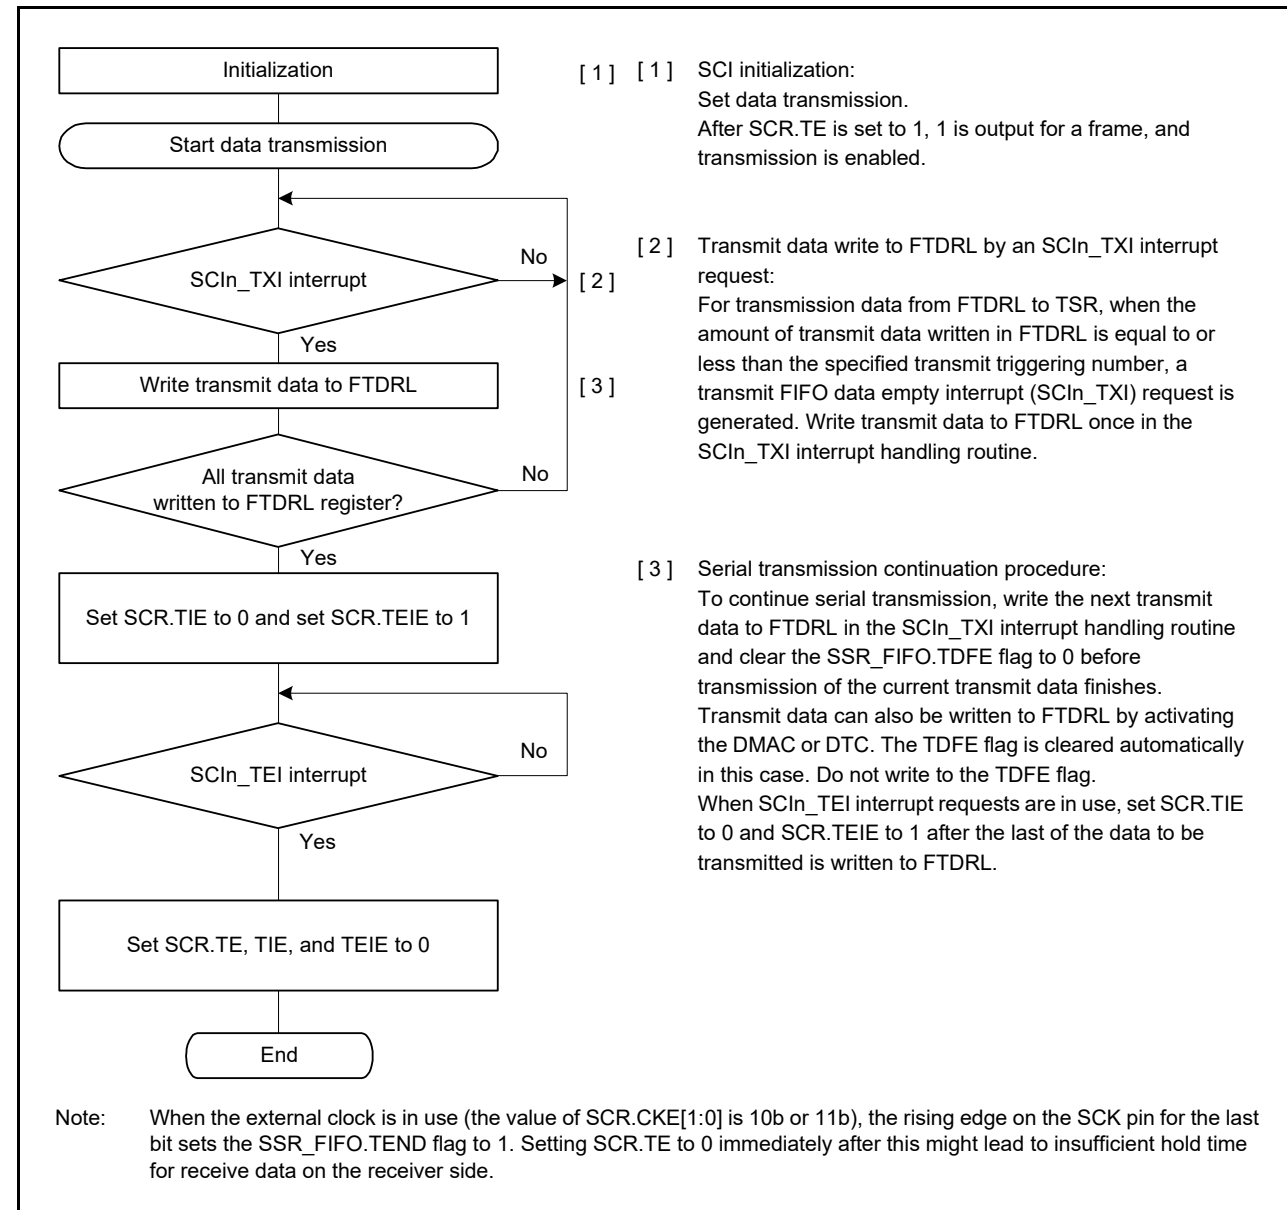 Initialization
[ 1 ]
Start data transmission
SCIn_TXI interrupt
No
[ 2 ]
Yes
Write transmit data to FTDRL
[ 3 ]
All transmit data
written to FTDRL register?
No
Yes
Set SCR.TIE to 0 and set SCR.TEIE to 1
SCIn_TEI interrupt
No
Yes
Set SCR.TE, TIE, and TEIE to 0
End
[ 1 ] SCI initialization:
Set data transmission.
After SCR.TE is set to 1, 1 is output for a frame, and
transmission is enabled.
[ 2 ] Transmit data write to FTDRL by an SCIn_TXI interrupt
request:
For transmission data from FTDRL to TSR, when the
amount of transmit data written in FTDRL is equal to or
less than the specified transmit triggering number, a
transmit FIFO data empty interrupt (SCIn_TXI) request is
generated. Write transmit data to FTDRL once in the
SCIn_TXI interrupt handling routine.
[ 3 ] Serial transmission continuation procedure:
To continue serial transmission, write the next transmit
data to FTDRL in the SCIn_TXI interrupt handling routine
and clear the SSR_FIFO.TDFE flag to 0 before
transmission of the current transmit data finishes.
Transmit data can also be written to FTDRL by activating
the DMAC or DTC. The TDFE flag is cleared automatically
in this case. Do not write to the TDFE flag.
When SCIn_TEI interrupt requests are in use, set SCR.TIE
to 0 and SCR.TEIE to 1 after the last of the data to be
transmitted is written to FTDRL.
Note: When the external clock is in use (the value of SCR.CKE[1:0] is 10b or 11b), the rising edge on the SCK pin for the last
bit sets the SSR_FIFO.TEND flag to 1. Setting SCR.TE to 0 immediately after this might lead to insufficient hold time
for receive data on the receiver side.